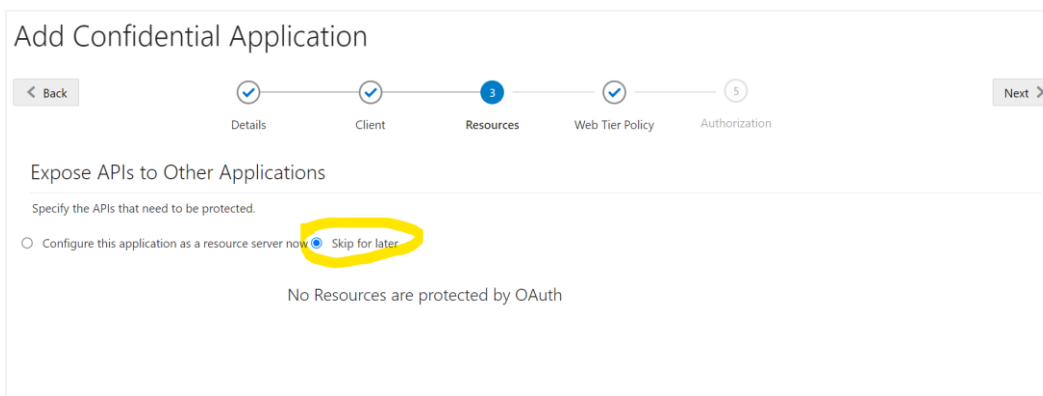 Add Confidential Application
Back
3
5
Next
Details
Client
Resources
Web Tier Policy
Authorization
Expose APIs to Other Applications
Specify the APIs that need to be protected.
Configure this application as a resource server now Skip for later
No Resources are protected by OAuth